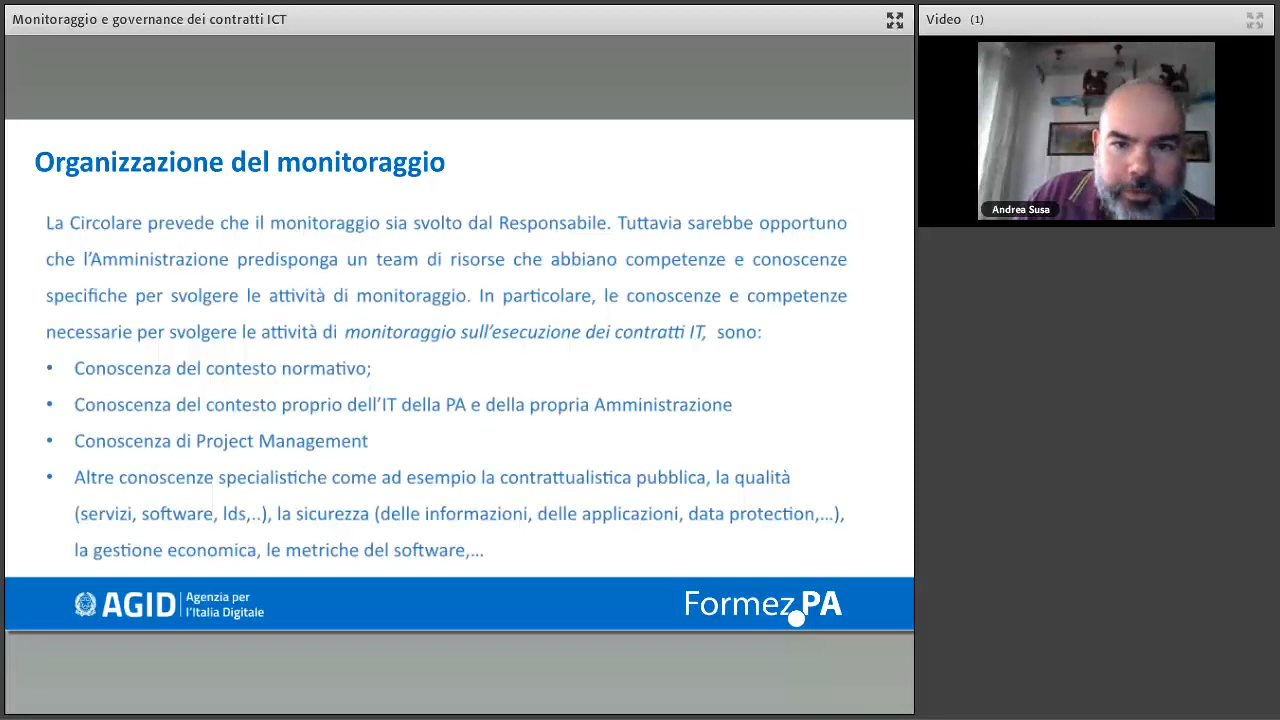 Monitoraggio e governance dei contratti ICT
Video (1)
Andrea Susa
Organizzazione del monitoraggio
La Circolare prevede che il monitoraggio sia svolto dal Responsabile. Tuttavia sarebbe opportuno
che l'Amministrazione predisponga un team di risorse che abbiano competenze e conoscenze
specifiche per svolgere le attività di monitoraggio. In particolare, le conoscenze e competenze
necessarie per svolgere le attività di monitoraggio sull'esecuzione dei contratti IT, sono:
• Conoscenza del contesto normativo;
• Conoscenza del contesto proprio dell'IT della PA e della propria Amministrazione
• Conoscenza di Project Management
• Altre conoscenze specialistiche come ad esempio la contrattualistica pubblica, la qualità
(servizi, software, lds,..), la sicurezza (delle informazioni, delle applicazioni, data protection,...),
la gestione economica, le metriche del software,...
AGID Agenzia per
l'Italia Digitale
Formez PA